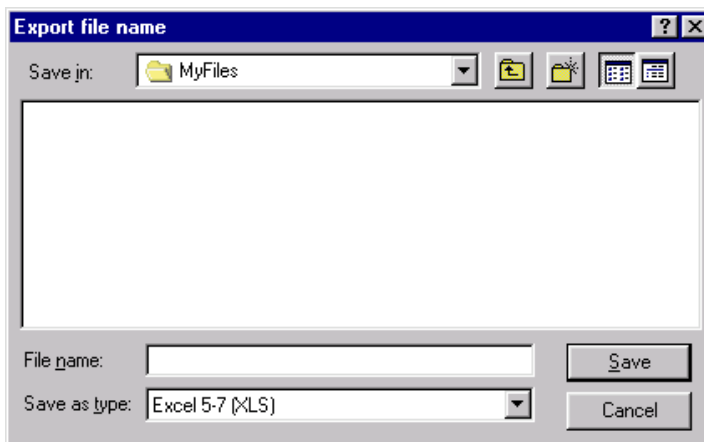 Export file name
Save in: MyFiles
File name: Save
Save as type: Excel 5-7 (XLS) Cancel